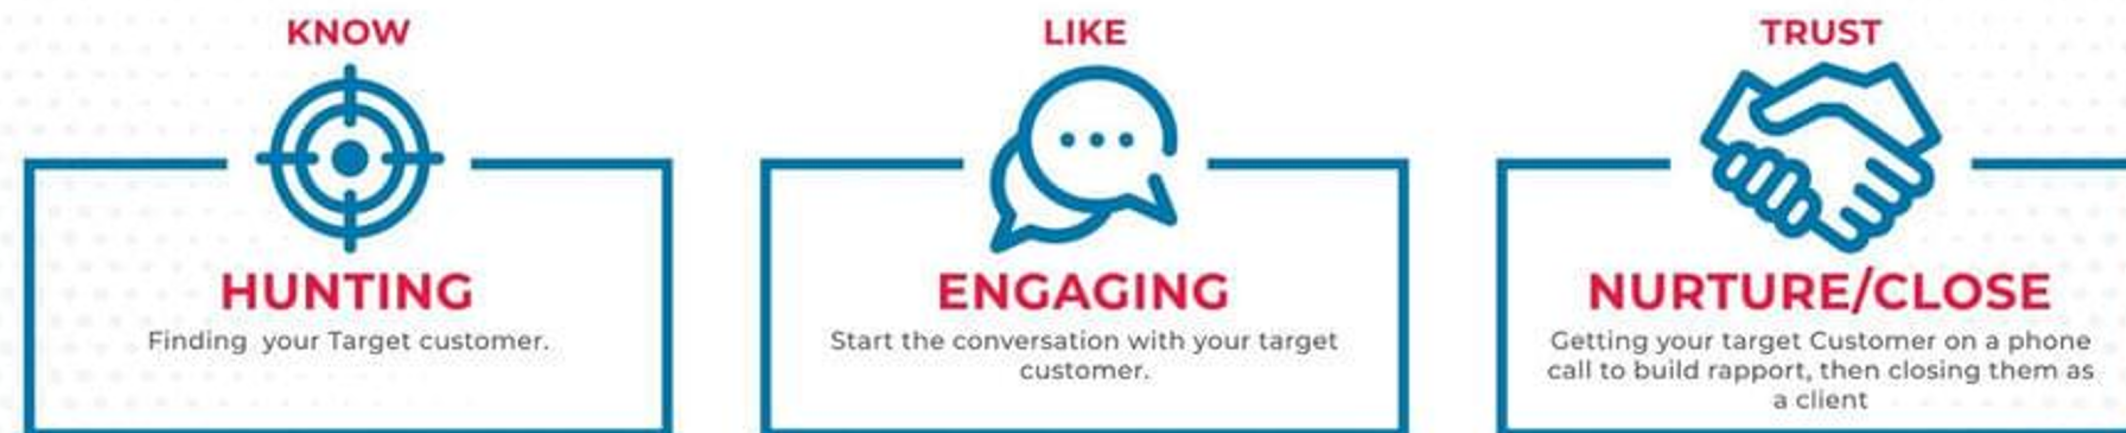 KNOW
HUNTING
Finding your Target customer.
LIKE
ENGAGING
Start the conversation with your target
customer.
TRUST
NURTURE/CLOSE
Getting your target Customer on a phone
call to build rapport, then closing them as
a client